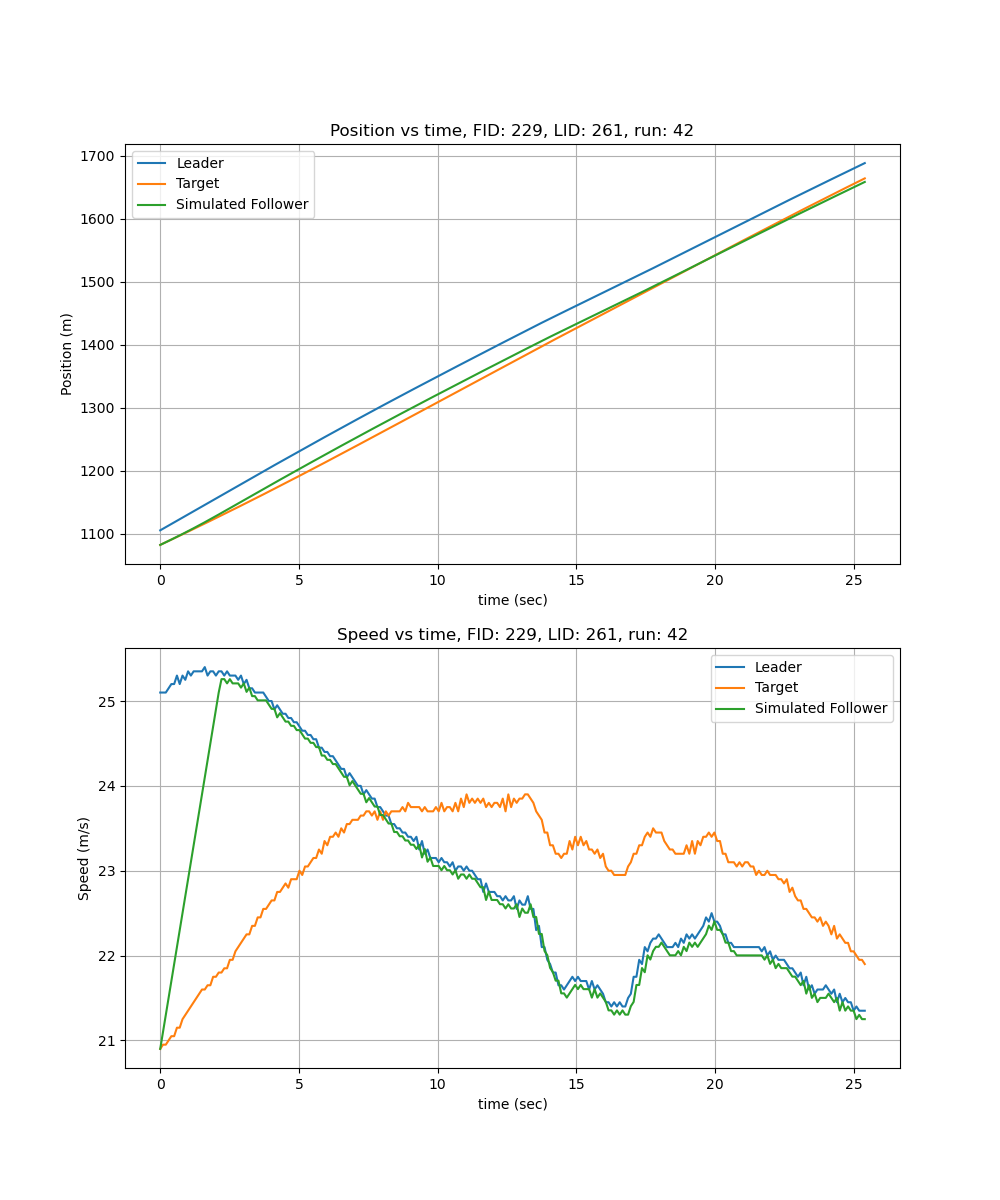 Position vs time, FID: 229, LID: 261, run: 42
Leader
Target
Simulated Follower
1700
1600
1500
1400
1300
1200
1100
Position (m)
0 5 10 15 20 25
time (sec)
Speed vs time, FID: 229, LID: 261, run: 42
Leader
Target
Simulated Follower
25
24
23
22
21
Speed (m/s)
0 5 10 15 20 25
time (sec)